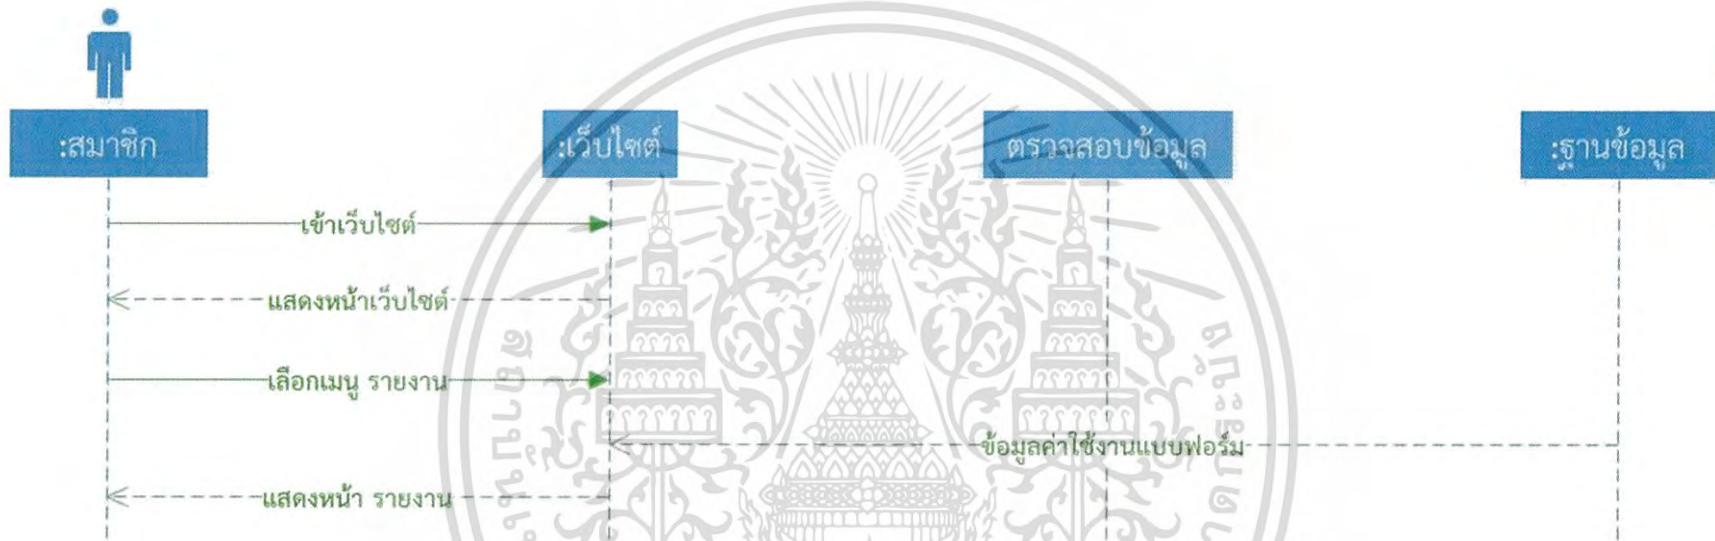 :สมาชิก
:เว็บไซต์
ตรวจสอบข้อมูล
:ฐานข้อมูล
เข้าเว็บไซต์
แสดงหน้าเว็บไซต์
เลือกเมนู รายงาน
ข้อมูลค่าใช้งานแบบฟอร์ม
แสดงหน้า รายงาน